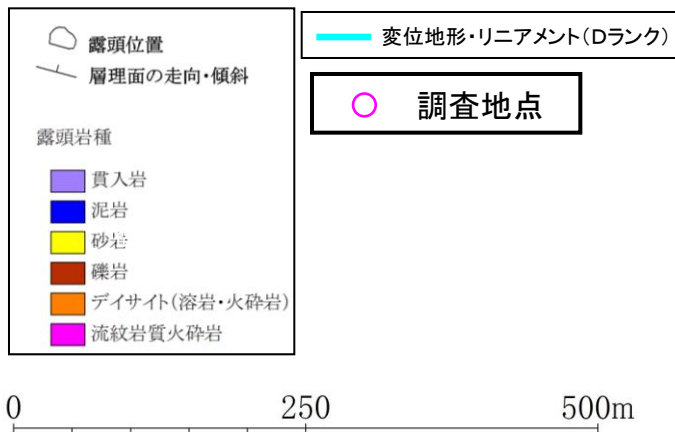 露頭位置
層理面の走向・傾斜
露頭岩種
貫入岩
泥岩
砂岩
礫岩
デイサイト(溶岩・火砕岩)
流紋岩質火砕岩
変位地形・リニアメント(Dランク)
調査地点
0 250 500m